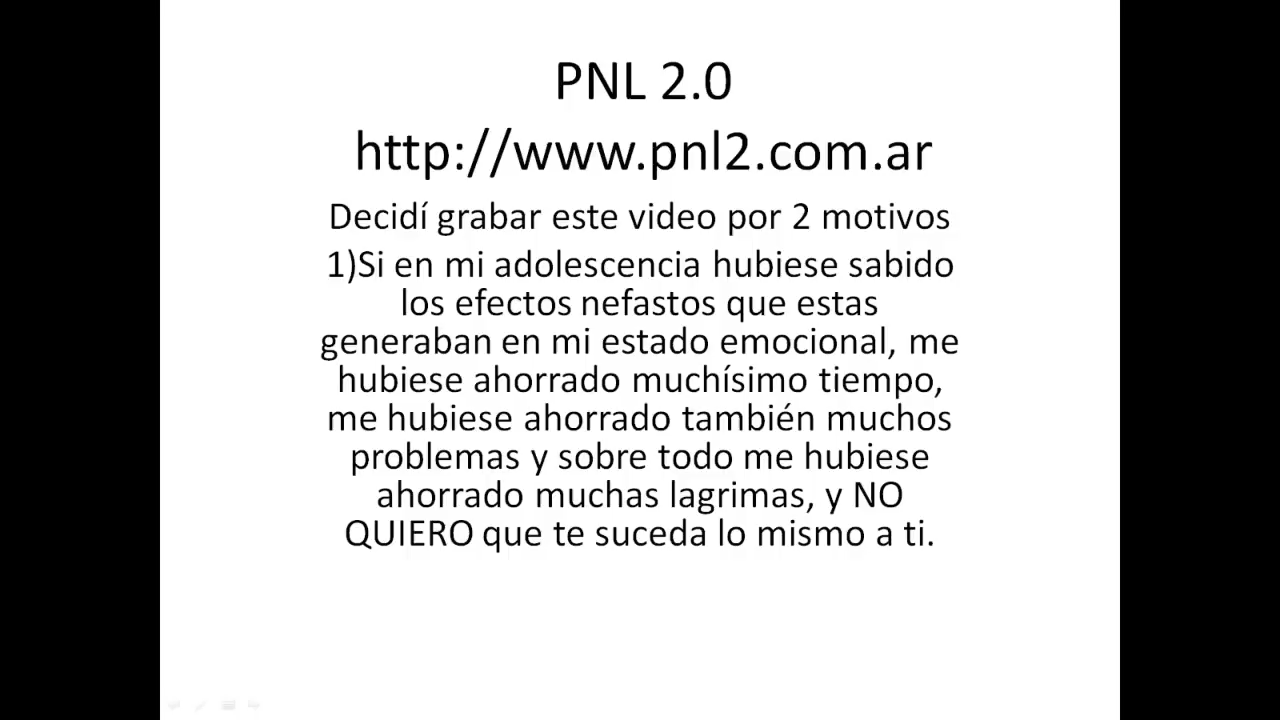 PNL 2.0
http://www.pnl2.com.ar
Decidí grabar este video por 2 motivos
1)Si en mi adolescencia hubiese sabido
los efectos nefastos que estas
generaban en mi estado emocional, me
hubiese ahorrado muchísimo tiempo,
me hubiese ahorrado también muchos
problemas y sobre todo me hubiese
ahorrado muchas lagrimas, y NO
QUIERO que te suceda lo mismo a ti.